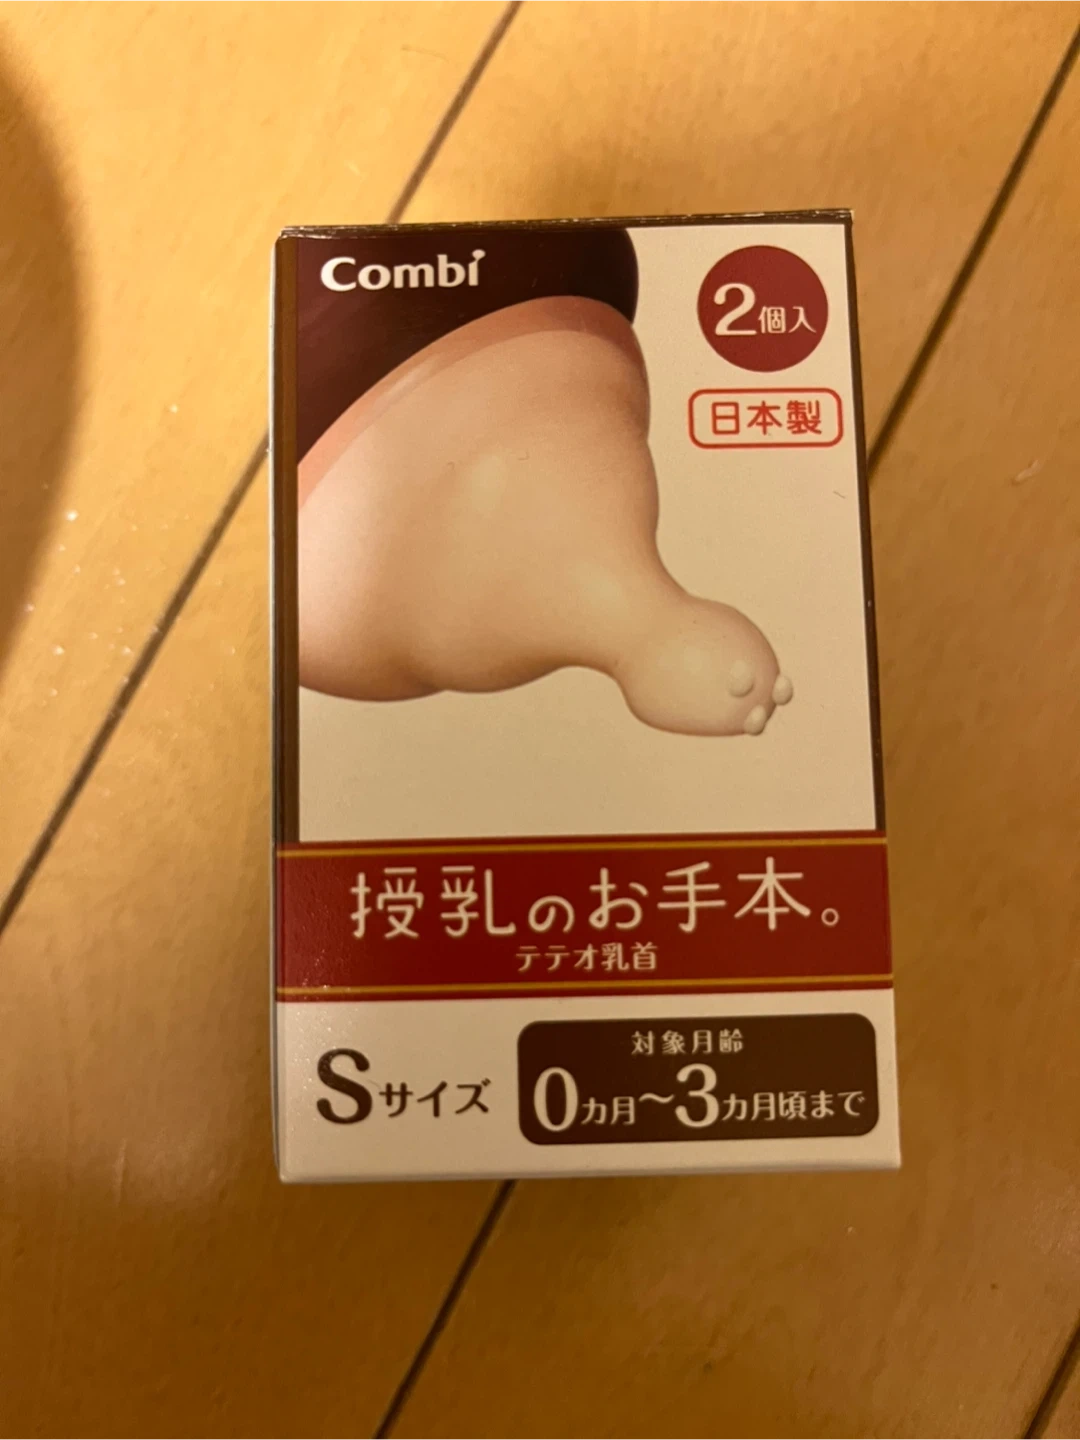 Combi
2個入
日本製
授乳のお手本。
テテオ乳首
Sサイズ
対象月齢
0カ月〜3カ月頃まで